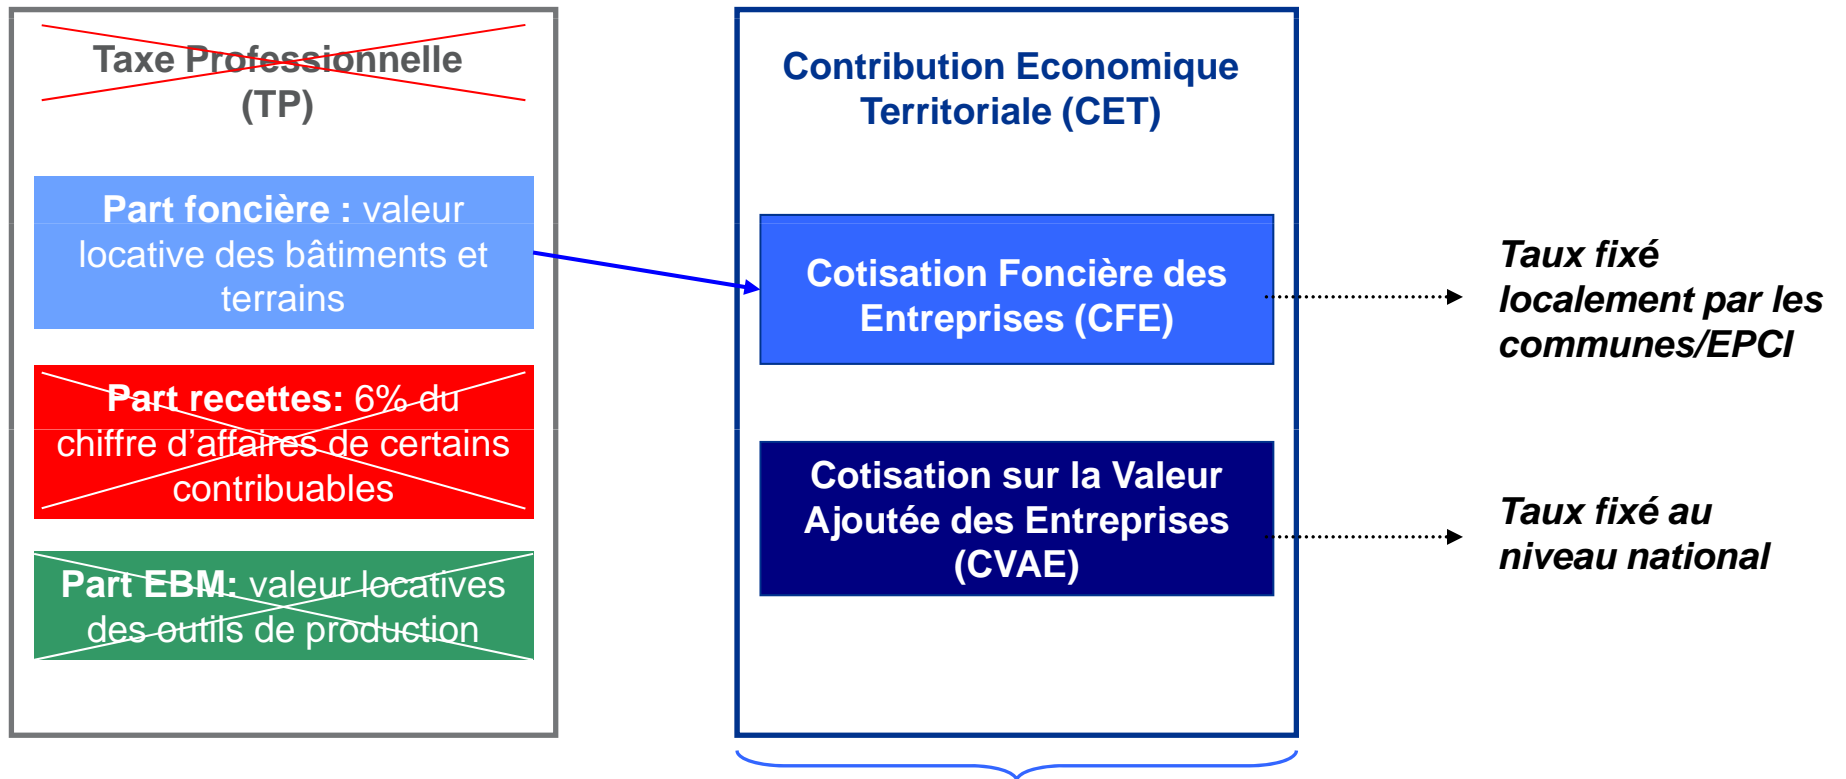 Taxe Professionnelle
(TP)
Part foncière : valeur
locative des bâtiments et
terrains
Part recettes: 6% du
chiffre d’affaires de certains
contribuables
Part EBM: valeur locatives
des outils de production
Contribution Economique
Territoriale (CET)
Cotisation Foncière des
Entreprises (CFE)
Cotisation sur la Valeur
Ajoutée des Entreprises
(CVAE)
Taux fixé
localement par les
communes/EPCI
Taux fixé au
niveau national